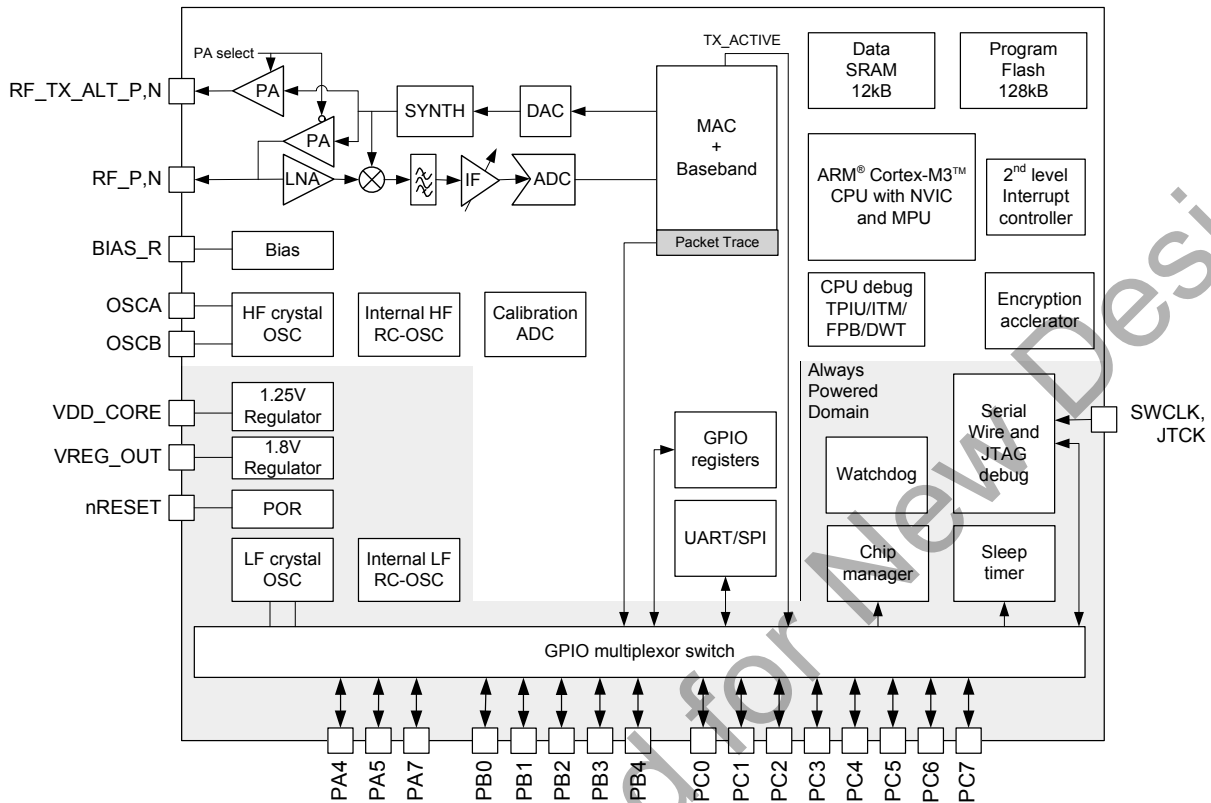 TX_ACTIVE
PA select
RF_TX_ALT_P,N
PA
SYNTH
DAC
MAC
+
Baseband
Data
SRAM
12kB
Program
Flash
128kB
PA
RF_P,N
LNA
IF
ADC
ARM® Cortex-M3™
CPU with NVIC
and MPU
2nd level
Interrupt
controller
Packet Trace
BIAS_R
Bias
OSCA
OSCB
HF crystal
OSC
Internal HF
RC-OSC
Calibration
ADC
CPU debug
TPIU/ITM/
FPB/DWT
Encryption
acclerator
Always
Powered
Domain
VDD_CORE
1.25V
Regulator
VREG_OUT
1.8V
Regulator
nRESET
POR
LF crystal
OSC
Internal LF
RC-OSC
GPIO
registers
UART/SPI
Watchdog
Serial
Wire and
JTAG
debug
SWCLK,
JTCK
Chip
manager
Sleep
timer
GPIO multiplexor switch
PA4
PA5
PA7
PB0
PB1
PB2
PB3
PB4
PC0
PC1
PC2
PC3
PC4
PC5
PC6
PC7
for New